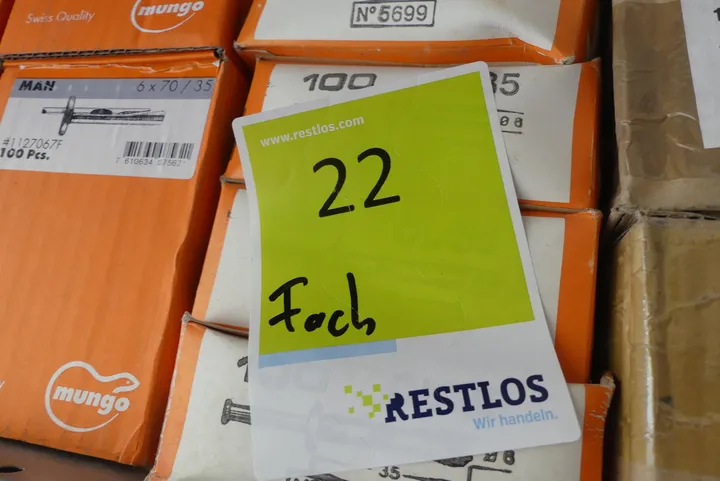 Swiss Quality
mungo
MAN 6 x 70 / 35
#1127067F
100 Pcs.
mungo
Nº 5699
100
35
www.restlos.com
22
Fach
RESTLOS
Wir handeln.
35